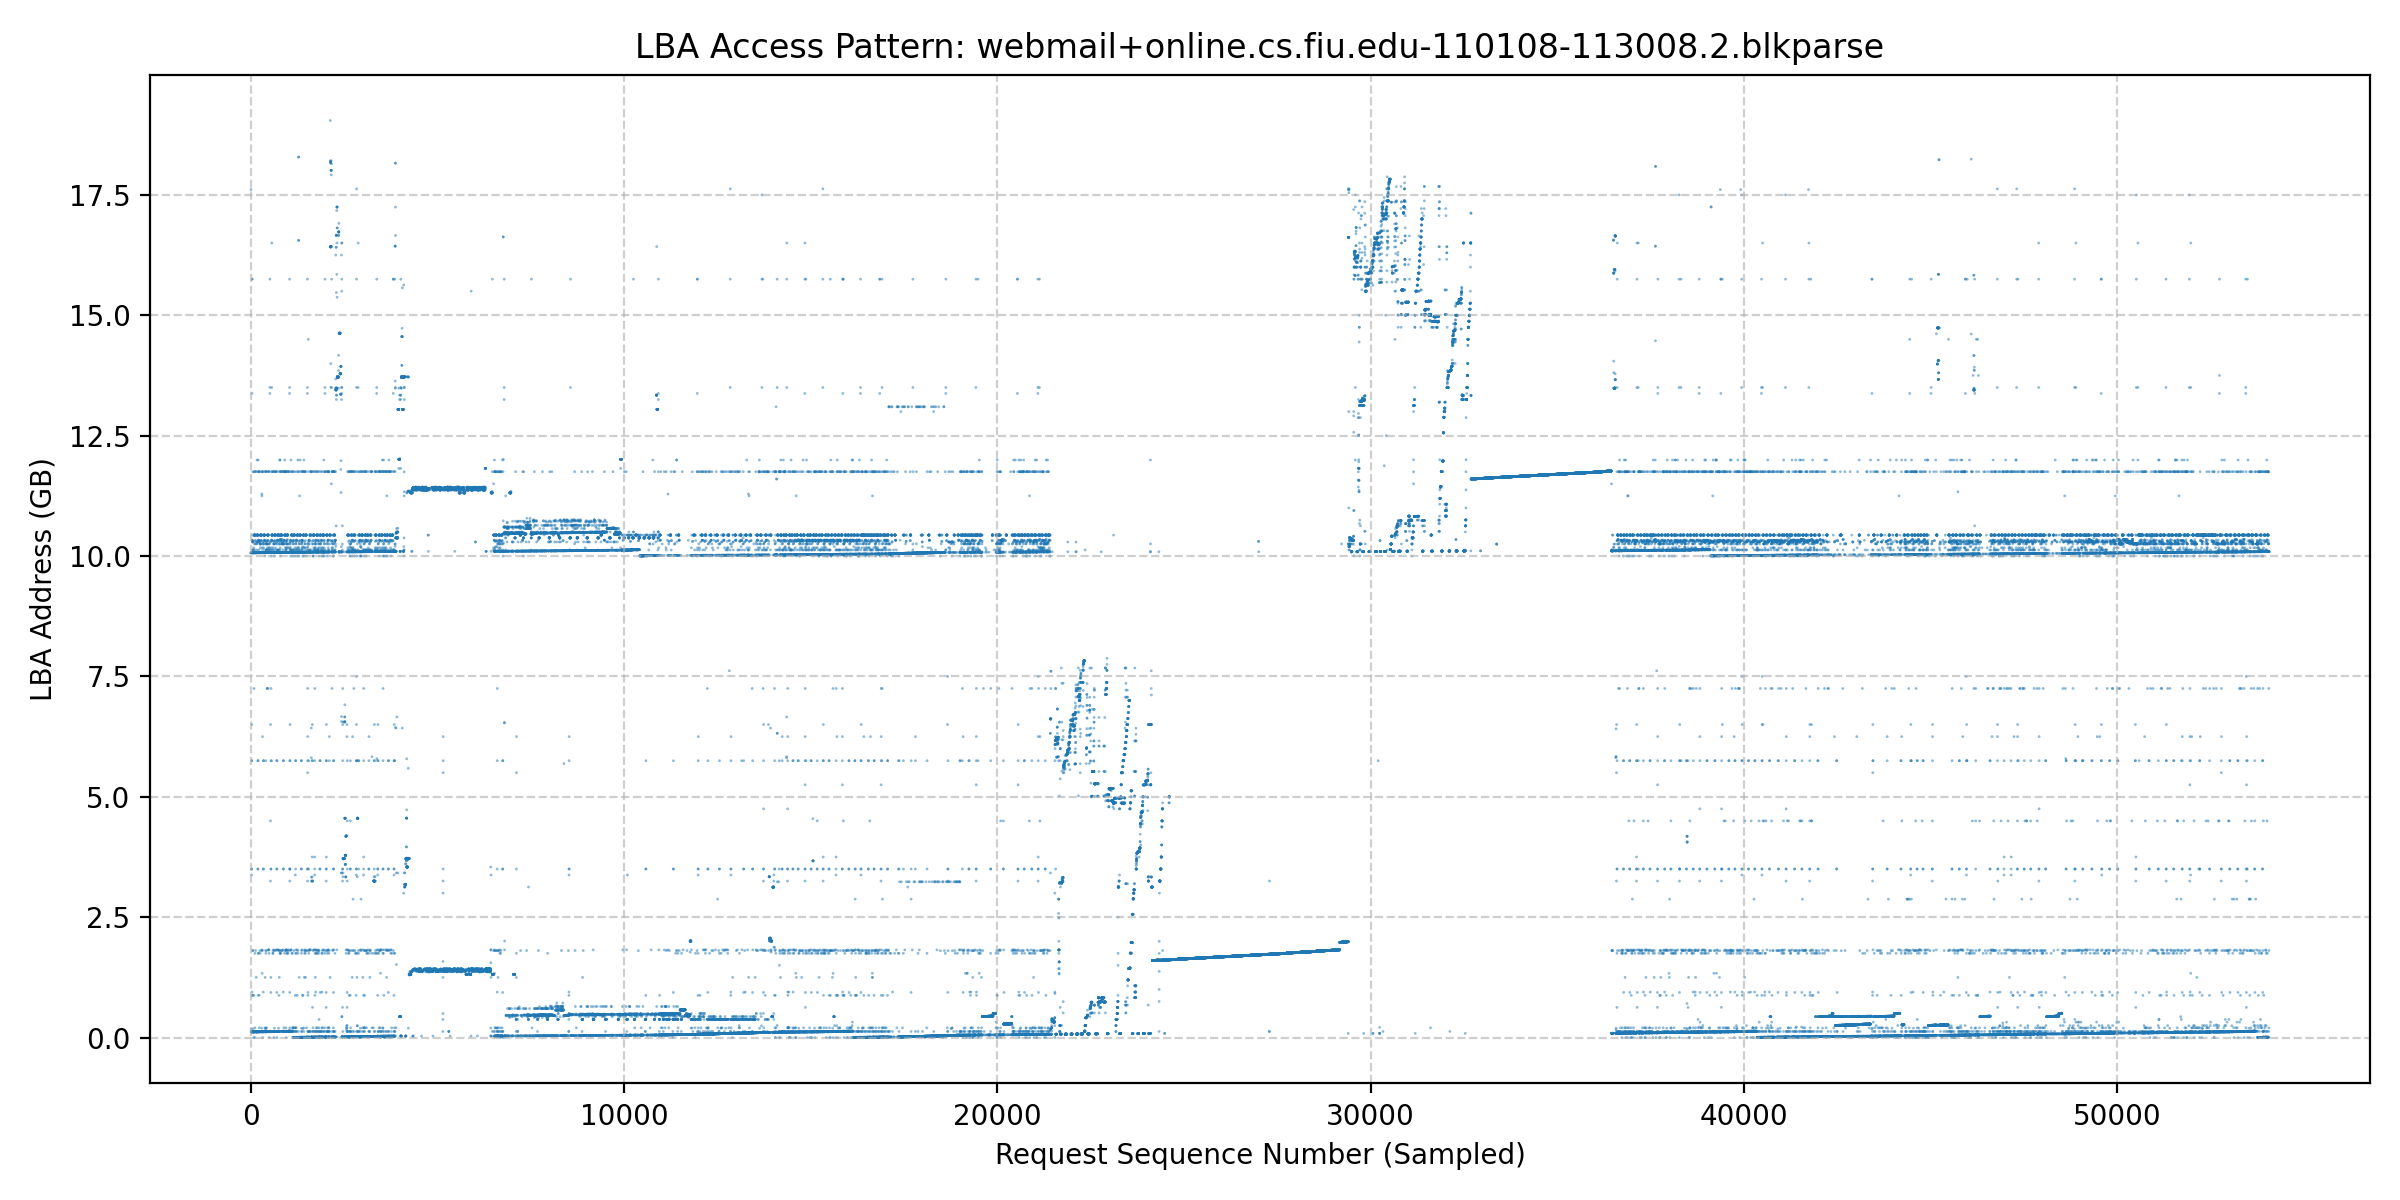 LBA Access Pattern: webmail+online.cs.fiu.edu-110108-113008.2.blkparse
LBA Address (GB)
17.5
15.0
12.5
10.0
7.5
5.0
2.5
0.0
0 10000 20000 30000 40000 50000
Request Sequence Number (Sampled)